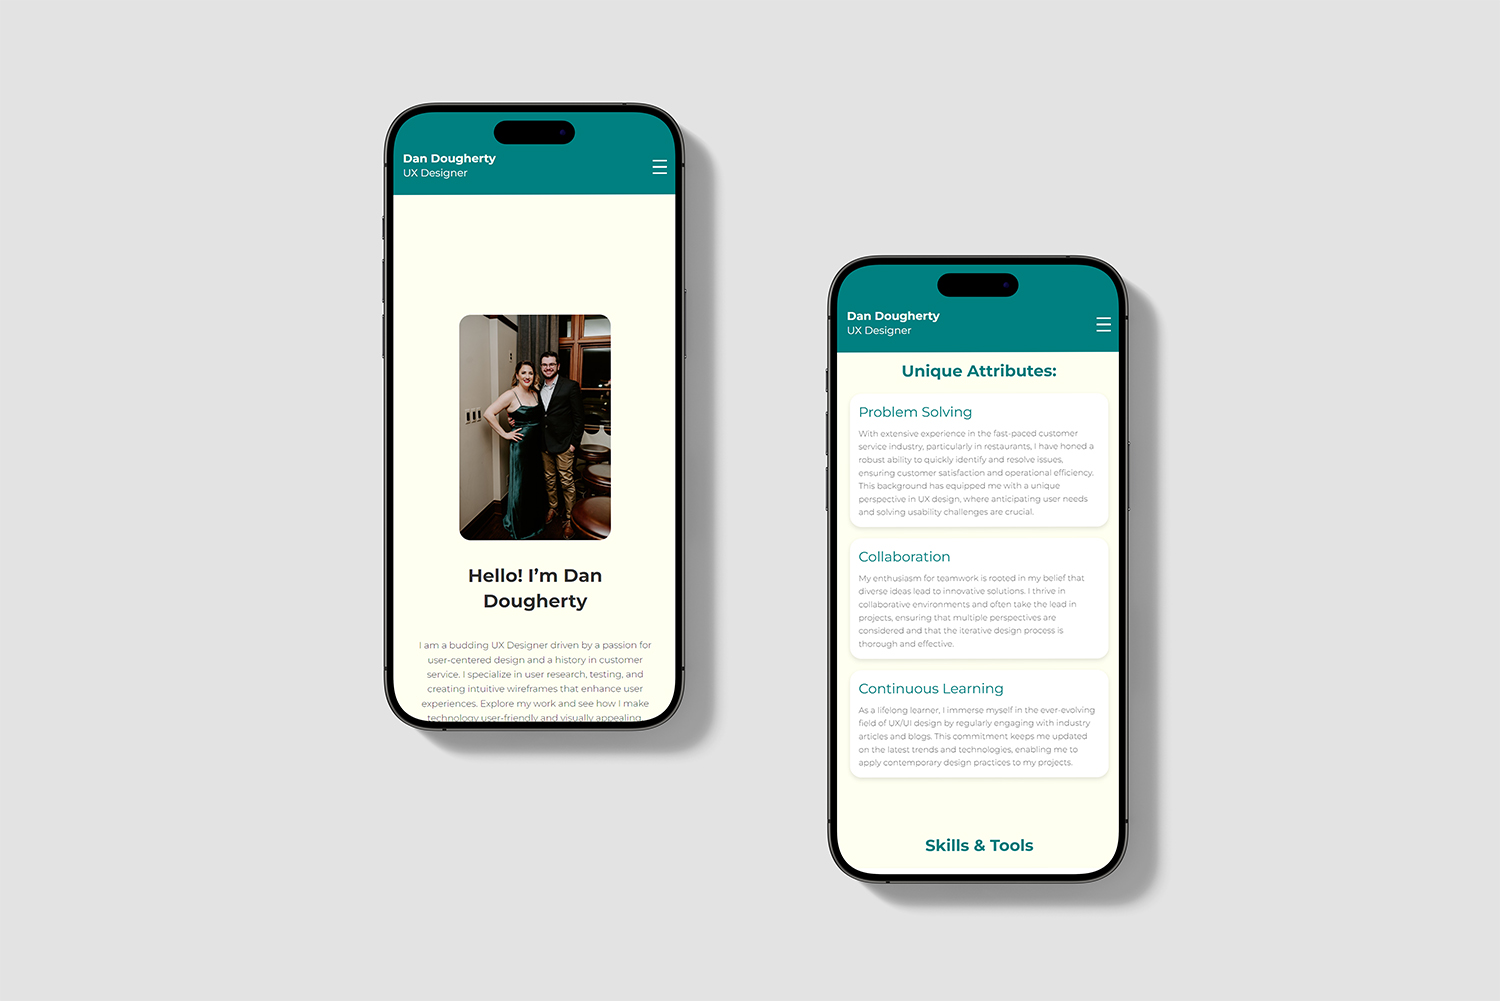 Dan Dougherty
UX Designer
Hello! I'm Dan
Dougherty
I am a budding UX Designer driven by a passion for
user-centered design and a history in customer
service. I specialize in user research, testing, and
creating intuitive wireframes that enhance user
experiences. Explore my work and see how I make
technology user-friendly and visually appealing.
Dan Dougherty
UX Designer
Unique Attributes:
Problem Solving
With extensive experience in the fast-paced customer
service industry, particularly in restaurants, I have honed a
robust ability to quickly identify and resolve issues,
ensuring customer satisfaction and operational efficiency.
This background has equipped me with a unique
perspective in UX design, where anticipating user needs
and solving usability challenges are crucial.
Collaboration
My enthusiasm for teamwork is rooted in my belief that
diverse ideas lead to innovative solutions. I thrive in
collaborative environments and often take the lead in
projects, ensuring that multiple perspectives are
considered and that the iterative design process is
thorough and effective.
Continuous Learning
As a lifelong learner, I immerse myself in the ever-evolving
field of UX/UI design by regularly engaging with industry
articles and blogs. This commitment keeps me updated
on the latest trends and technologies, enabling me to
apply contemporary design practices to my projects.
Skills & Tools